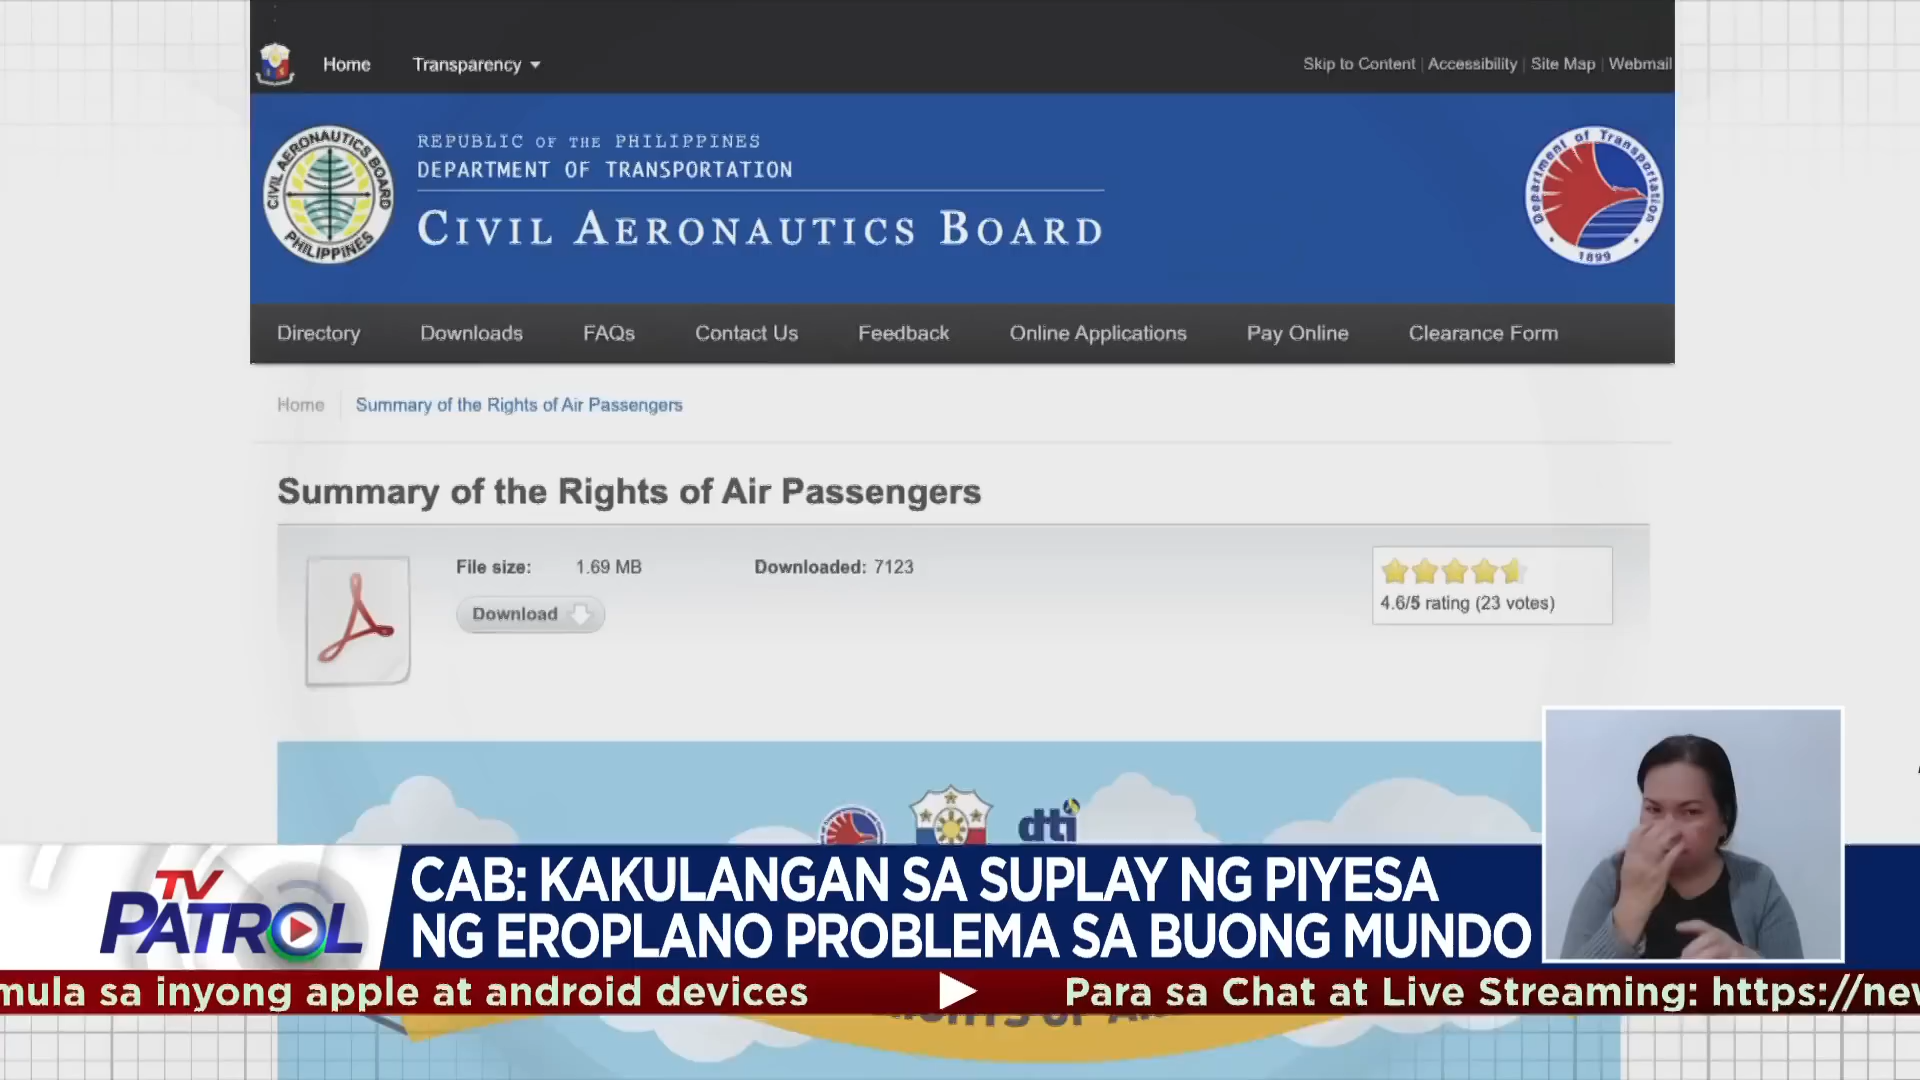 Home
Transparency
Skip to Content | Accessibility | Site Map | Webmail
CIVIL AERONAUTICS BOARD
PHILIPPINES
REPUBLIC OF THE PHILIPPINES
DEPARTMENT OF TRANSPORTATION
CIVIL AERONAUTICS BOARD
Department of Transportation
1899
Directory
Downloads
FAQs
Contact Us
Feedback
Online Applications
Pay Online
Clearance Form
Home
Summary of the Rights of Air Passengers
Summary of the Rights of Air Passengers
File size: 1.69 MB
Downloaded: 7123
Download
4.6/5 rating (23 votes)
dti
TV
PATROL
CAB: KAKULANGAN SA SUPLAY NG PIYESA
NG EROPLANO PROBLEMA SA BUONG MUNDO
mula sa inyong apple at android devices
Para sa Chat at Live Streaming: https://new